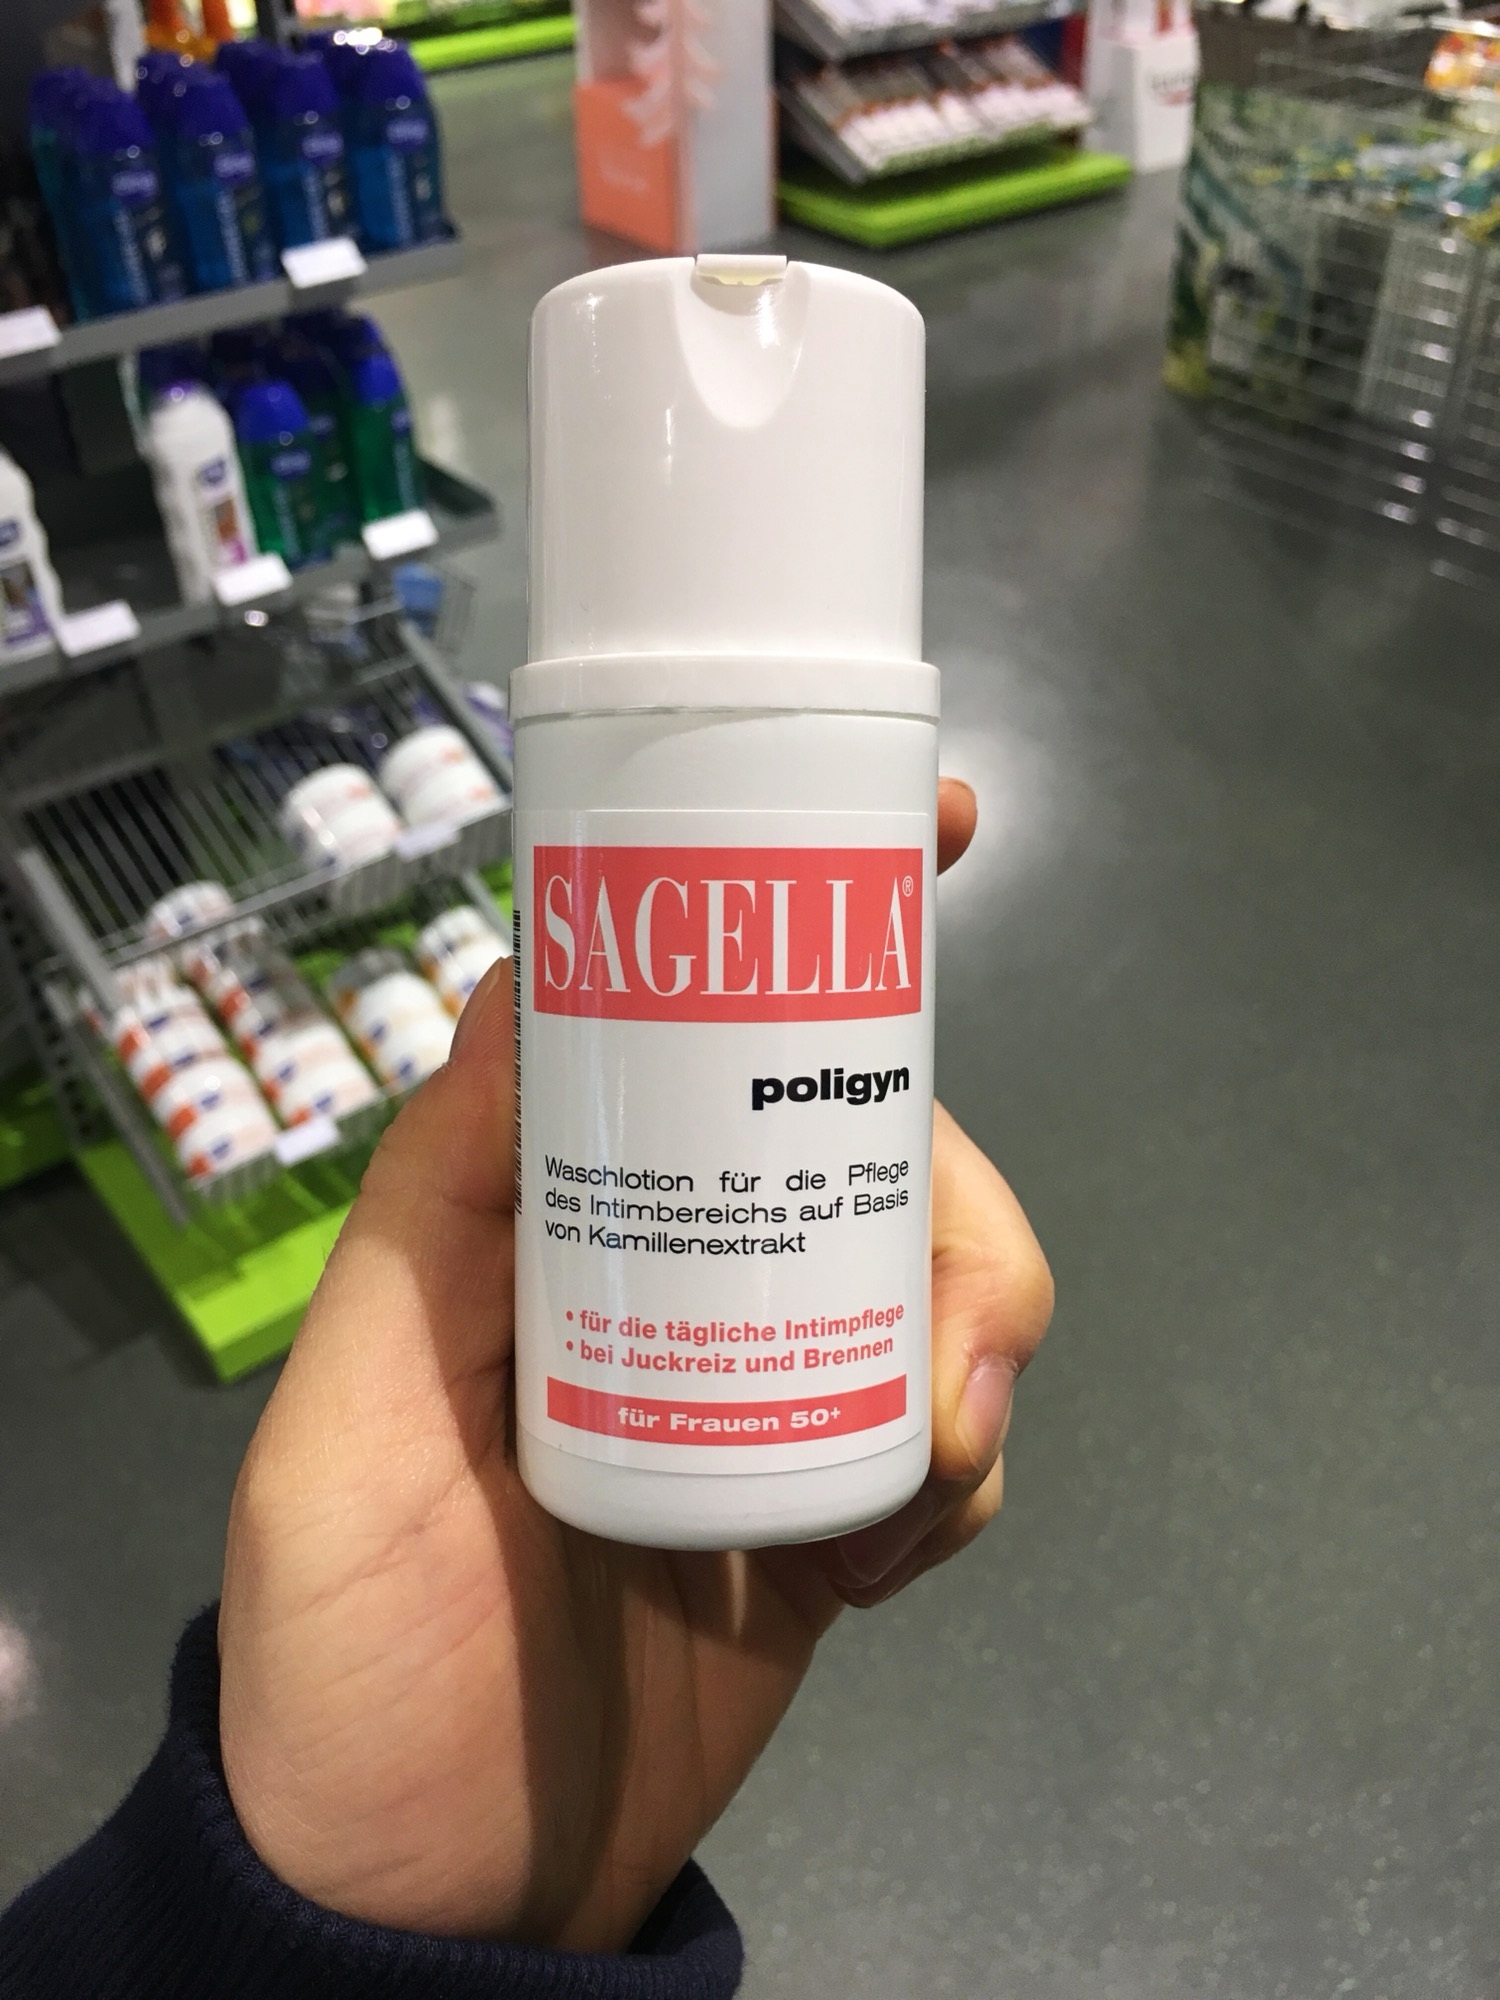 SAGELLA®
poligyn
Waschlotion für die Pflege
des Intimbereichs auf Basis
von Kamillenextrakt
• für die tägliche Intimpflege
• bei Juckreiz und Brennen
für Frauen 50+